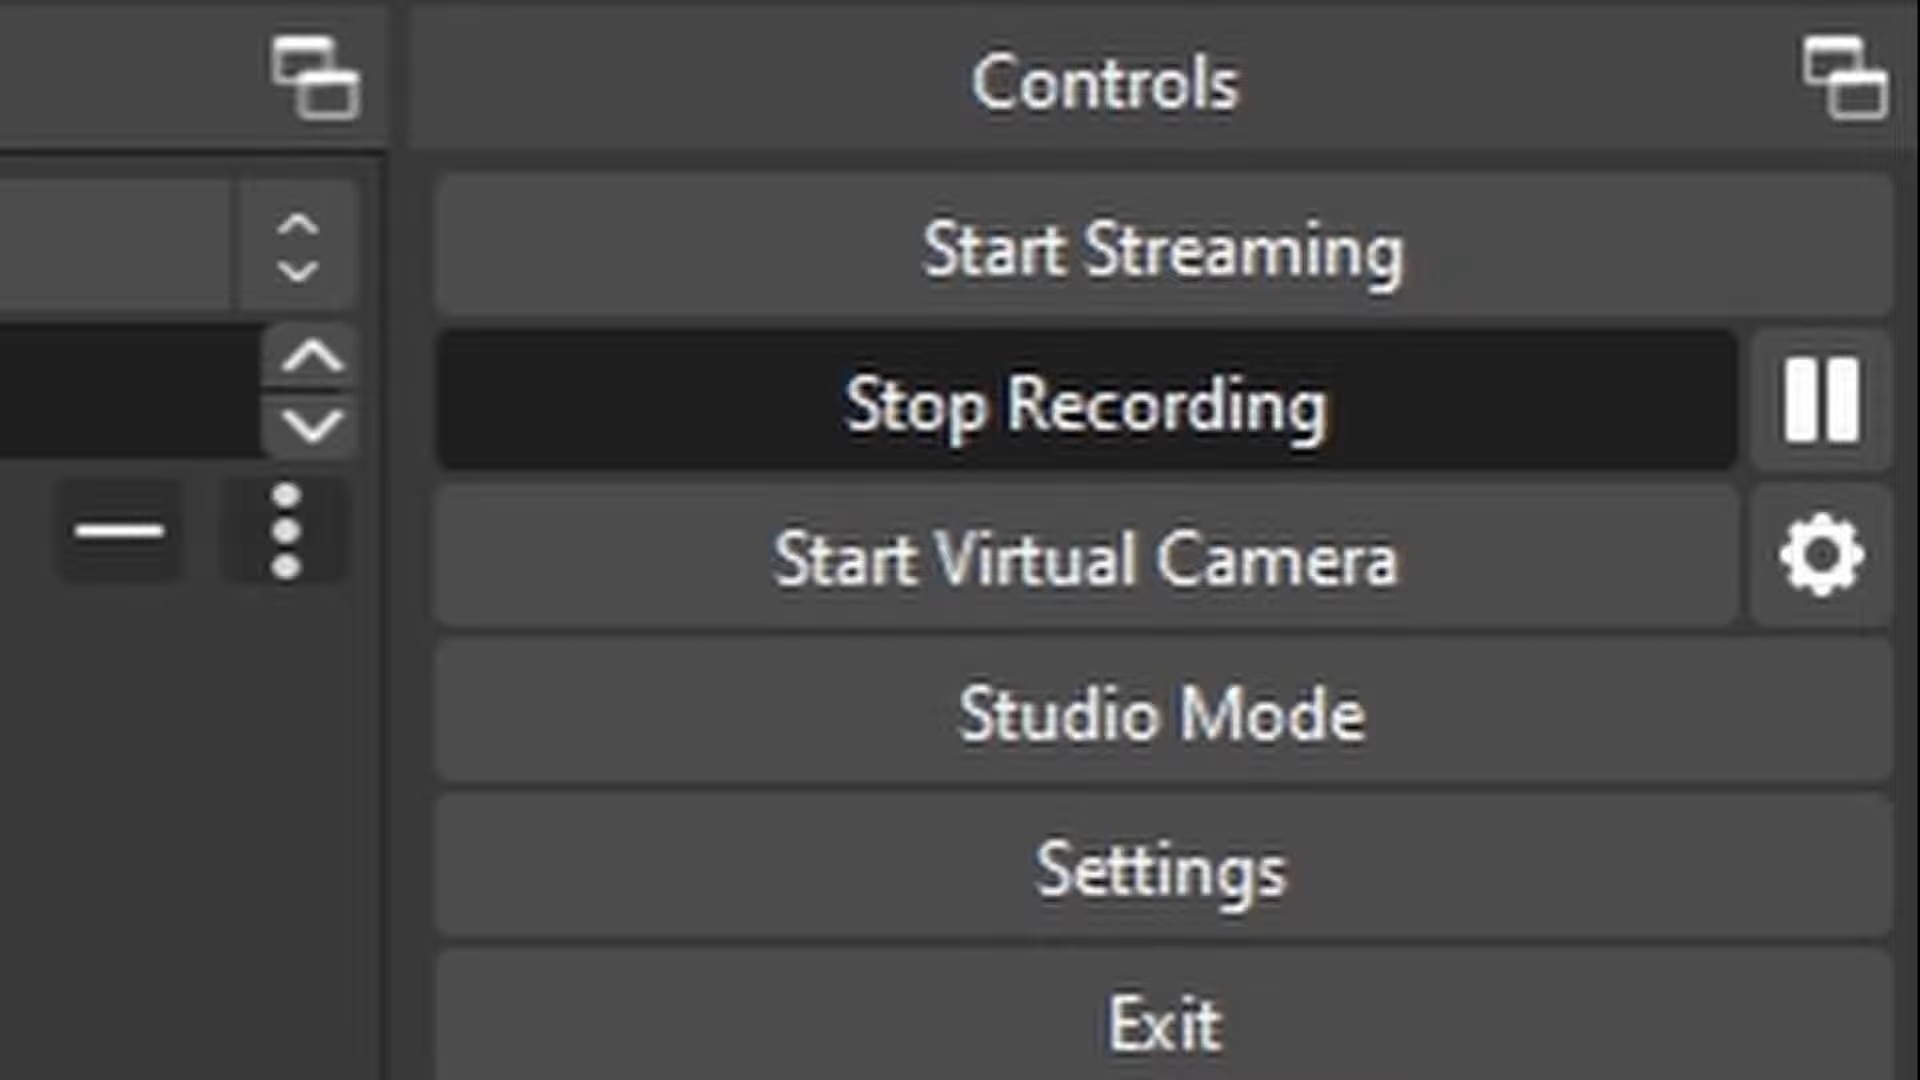 Controls
Start Streaming
Stop Recording
Start Virtual Camera
Studio Mode
Settings
Exit